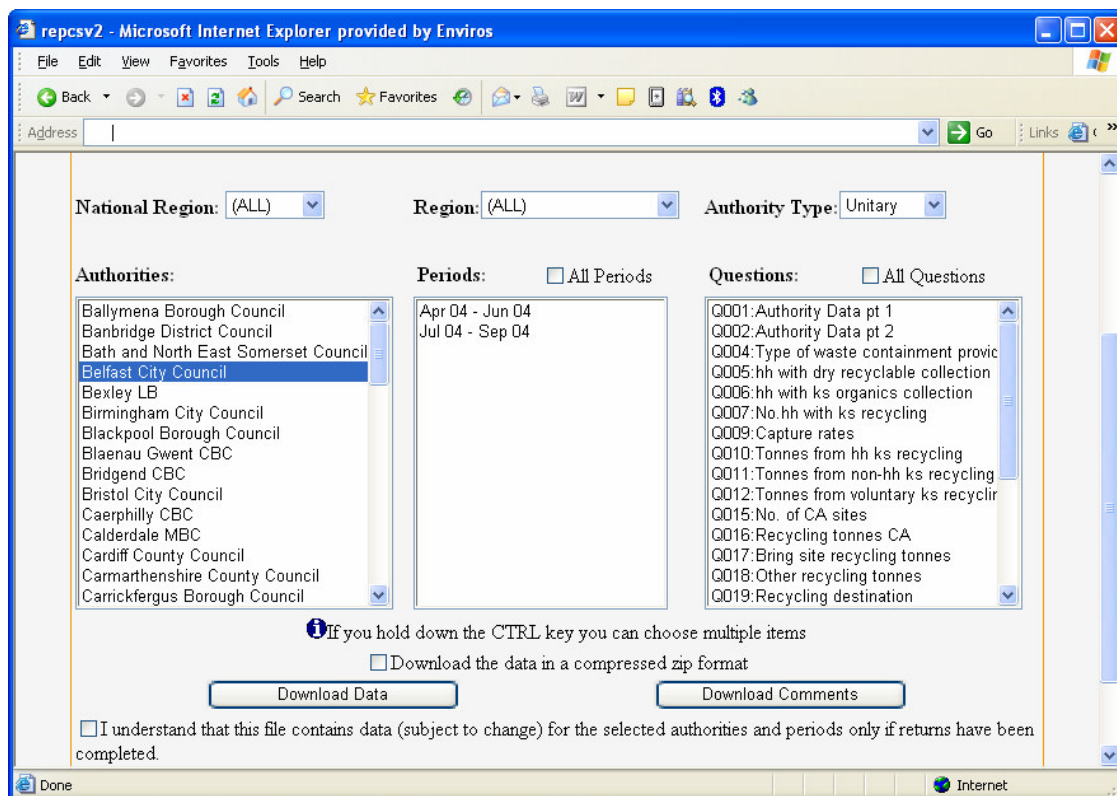 repcsv2 - Microsoft Internet Explorer provided by Enviros
File Edit View Favorites Tools Help
Back Search Favorites
Address Go Links
National Region: (ALL) Region: (ALL) Authority Type: Unitary
Authorities:
Ballymena Borough Council
Banbridge District Council
Bath and North East Somerset Council
Belfast City Council
Bexley LB
Birmingham City Council
Blackpool Borough Council
Blaenau Gwent CBC
Bridgend CBC
Bristol City Council
Caerphilly CBC
Calderdale MBC
Cardiff County Council
Carmarthenshire County Council
Carrickfergus Borough Council
Periods: All Periods
Apr 04 - Jun 04
Jul 04 - Sep 04
Questions: All Questions
Q001:Authority Data pt 1
Q002:Authority Data pt 2
Q004:Type of waste containment provic
Q005:hh with dry recyclable collection
Q006:hh with ks organics collection
Q007:No.hh with ks recycling
Q009:Capture rates
Q010:Tonnes from hh ks recycling
Q011:Tonnes from non-hh ks recycling
Q012:Tonnes from voluntary ks recyclin
Q015:No. of CA sites
Q016:Recycling tonnes CA
Q017:Bring site recycling tonnes
Q018:Other recycling tonnes
Q019:Recycling destination
If you hold down the CTRL key you can choose multiple items
Download the data in a compressed zip format
Download Data Download Comments
I understand that this file contains data (subject to change) for the selected authorities and periods only if returns have been
completed.
Done Internet